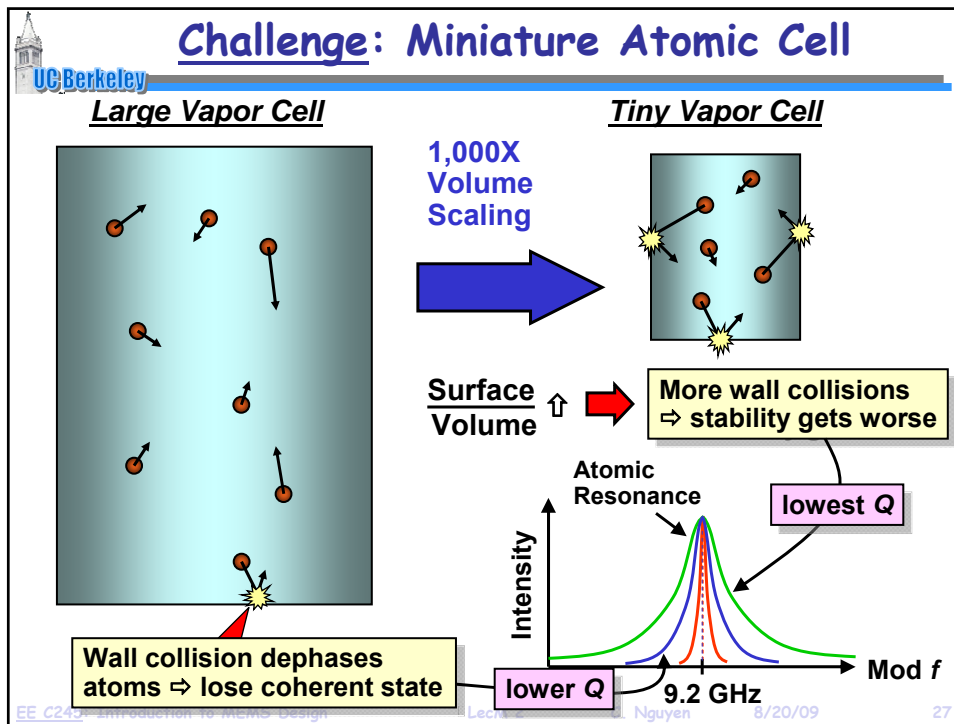 Challenge: Miniature Atomic Cell
UC Berkeley
Large Vapor Cell
Tiny Vapor Cell
1,000X
Volume
Scaling
Surface
Volume ⇧
More wall collisions
⇨ stability gets worse
Atomic
Resonance
lowest Q
Intensity
Wall collision dephases
atoms ⇨ lose coherent state
lower Q
9.2 GHz
Mod f
EE C245: Introduction to MEMS Design
Nguyen
8/20/09
27